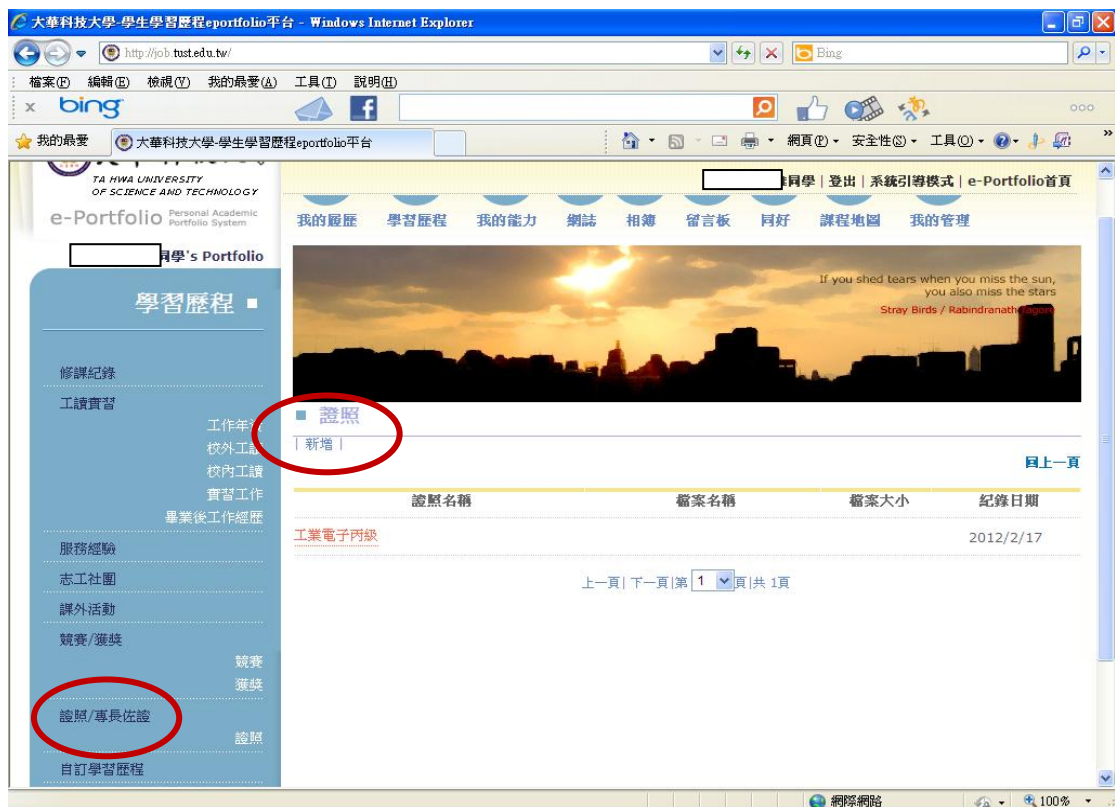 大華科技大學-學生學習歷程eportfolio平台 - Windows Internet Explorer
http://job.tust.edu.tw/
Bing
檔案(F) 編輯(E) 檢視(V) 我的最愛(A) 工具(T) 說明(H)
x bing
我的最愛 大華科技大學-學生學習歷程eportfolio平台 網頁(P) 安全性(S) 工具(O) »
TA HWA UNIVERSITY
OF SCIENCE AND TECHNOLOGY
同學 | 登出 | 系統引導模式 | e-Portfolio首頁
e-Portfolio Personal Academic Portfolio System
我的履歷 學習歷程 我的能力 網誌 相簿 留言板 同好 課程地圖 我的管理
同學's Portfolio
If you shed tears when you miss the sun,
you also miss the stars
Stray Birds / Rabindranath Tagore
學習歷程
修課紀錄
工讀實習
工作年
校外工讀
校內工讀
實習工作
畢業後工作經歷
服務經驗
志工社團
課外活動
競賽/獲獎
競賽
獲獎
證照/專長佐證
證照
自訂學習歷程
證照
| 新增 |
回上一頁
證照名稱 檔案名稱 檔案大小 紀錄日期
工業電子丙級 2012/2/17
上一頁| 下一頁|第 1 頁|共 1頁
網際網路 100%